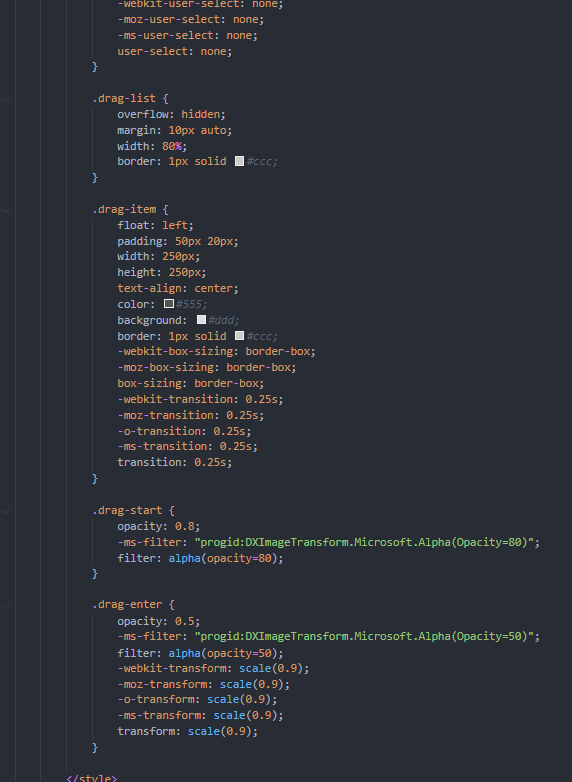 -webkit-user-select: none;
-moz-user-select: none;
-ms-user-select: none;
user-select: none;
}
.drag-list {
overflow: hidden;
margin: 10px auto;
width: 80%;
border: 1px solid #ccc;
}
.drag-item {
float: left;
padding: 50px 20px;
width: 250px;
height: 250px;
text-align: center;
color: #555;
background: #ddd;
border: 1px solid #ccc;
-webkit-box-sizing: border-box;
-moz-box-sizing: border-box;
box-sizing: border-box;
-webkit-transition: 0.25s;
-moz-transition: 0.25s;
-o-transition: 0.25s;
-ms-transition: 0.25s;
transition: 0.25s;
}
.drag-start {
opacity: 0.8;
-ms-filter: "progid:DXImageTransform.Microsoft.Alpha(Opacity=80)";
filter: alpha(opacity=80);
}
.drag-enter {
opacity: 0.5;
-ms-filter: "progid:DXImageTransform.Microsoft.Alpha(Opacity=50)";
filter: alpha(opacity=50);
-webkit-transform: scale(0.9);
-moz-transform: scale(0.9);
-o-transform: scale(0.9);
-ms-transform: scale(0.9);
transform: scale(0.9);
}
</style>